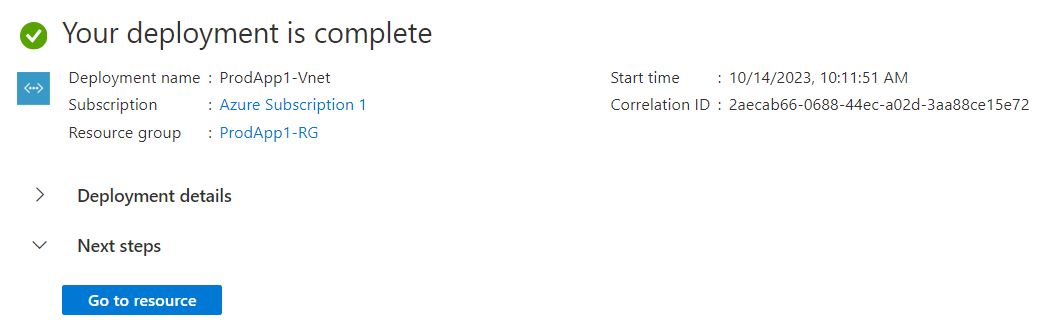 Your deployment is complete
Deployment name : ProdApp1-Vnet
Start time : 10/14/2023, 10:11:51 AM
Subscription : Azure Subscription 1
Correlation ID : 2aecab66-0688-44ec-a02d-3aa88ce15e72
Resource group : ProdApp1-RG
Deployment details
Next steps
Go to resource